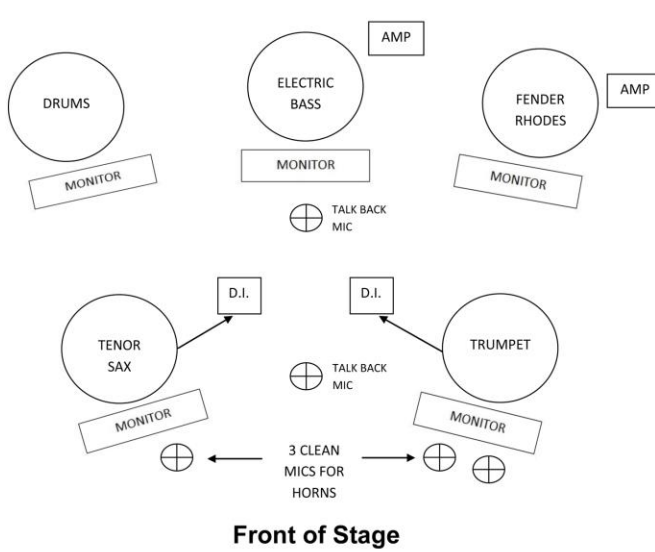 AMP
ELECTRIC
BASS
DRUMS
FENDER
RHODES
AMP
MONITOR
MONITOR
MONITOR
TALK BACK
MIC
D.I.
D.I.
TENOR
SAX
TRUMPET
TALK BACK
MIC
MONITOR
MONITOR
3 CLEAN
MICS FOR
HORNS
Front of Stage